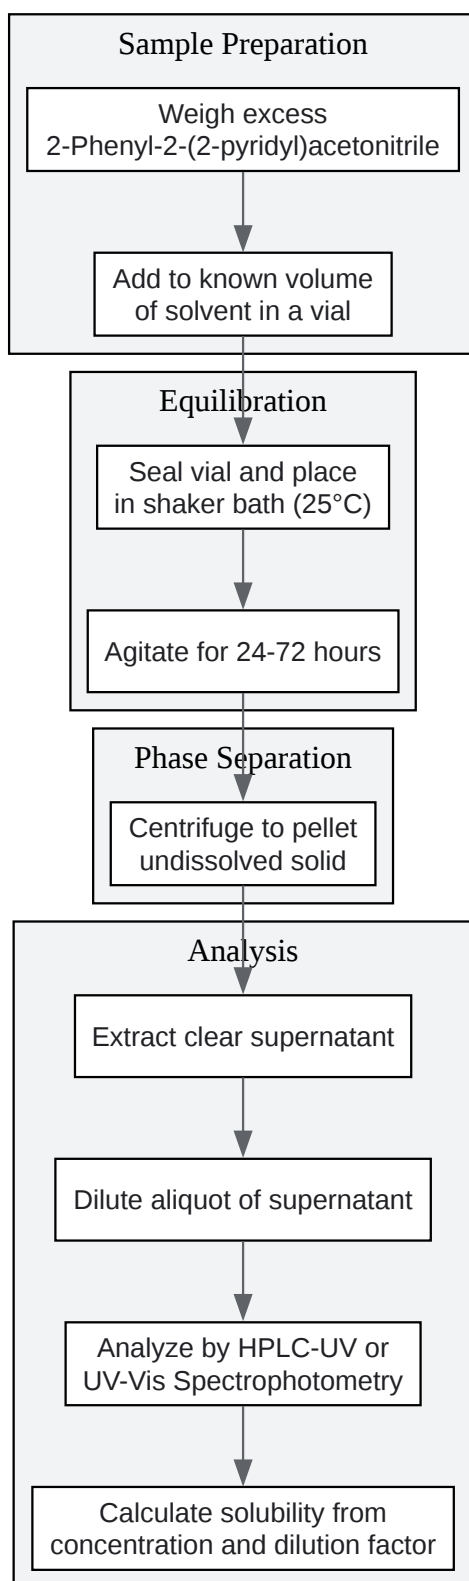 Sample Preparation
Weigh excess
2-Phenyl-2-(2-pyridyl)acetonitrile
Add to known volume
of solvent in a vial
Equilibration
Seal vial and place
in shaker bath (25°C)
Agitate for 24-72 hours
Phase Separation
Centrifuge to pellet
undissolved solid
Analysis
Extract clear supernatant
Dilute aliquot of supernatant
Analyze by HPLC-UV or
UV-Vis Spectrophotometry
Calculate solubility from
concentration and dilution factor